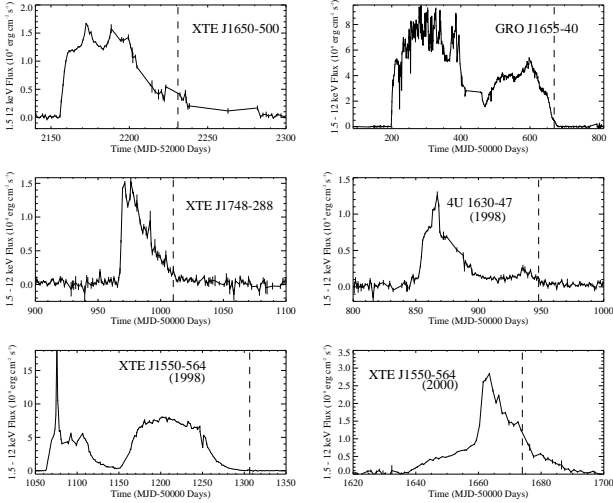 XTE J1650-500
1.5 12 keV Flux (10⁻⁸ erg cm⁻² s⁻¹)
2.0
1.5
1.0
0.5
0.0
2150 2200 2250 2300
Time (MJD-52000 Days)
GRO J1655-40
1.5 - 12 keV Flux (10⁻⁸ erg cm⁻² s⁻¹)
8
6
4
2
0
200 400 600 800
Time (MJD-50000 Days)
XTE J1748-288
1.5 - 12 keV Flux (10⁻⁸ erg cm⁻² s⁻¹)
1.5
1.0
0.5
0.0
900 950 1000 1050 1100
Time (MJD-50000 Days)
4U 1630-47
(1998)
1.5 - 12 keV Flux (10⁻⁸ erg cm⁻² s⁻¹)
1.5
1.0
0.5
0.0
800 850 900 950 1000
Time (MJD-50000 Days)
XTE J1550-564
(1998)
1.5 - 12 keV Flux (10⁻⁸ erg cm⁻² s⁻¹)
15
10
5
0
1050 1100 1150 1200 1250 1300 1350
Time (MJD-50000 Days)
XTE J1550-564
(2000)
1.5 - 12 keV Flux (10⁻⁸ erg cm⁻² s⁻¹)
3.5
3.0
2.5
2.0
1.5
1.0
0.5
0.0
1620 1640 1660 1680 1700
Time (MJD-50000 Days)